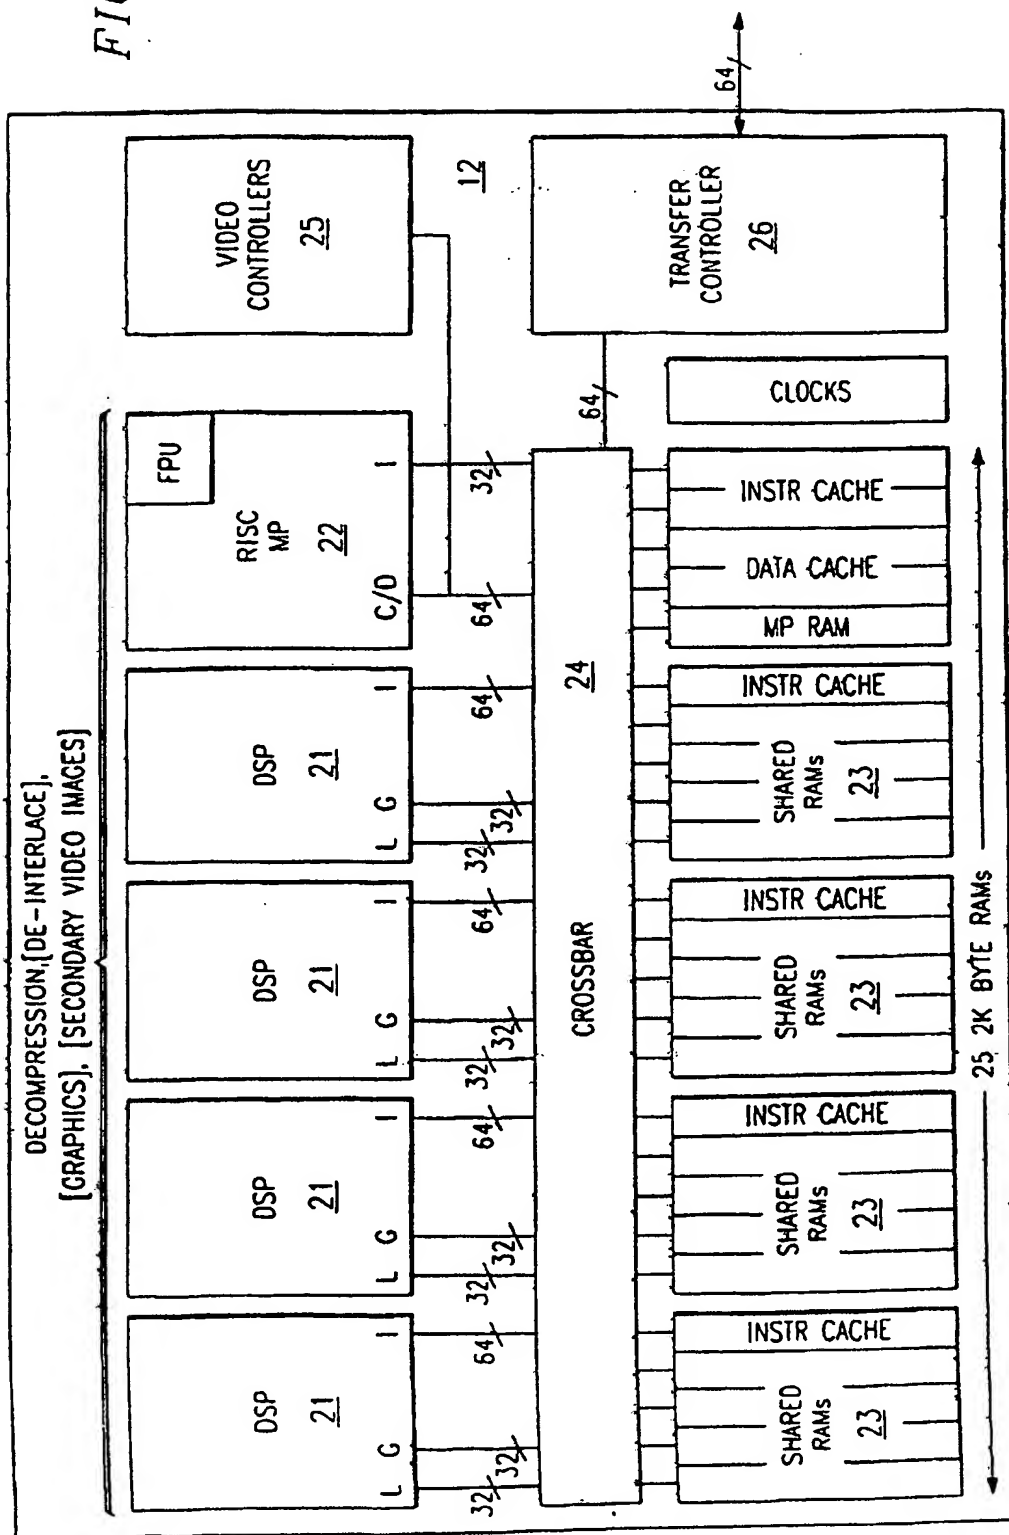 FIG
DECOMPRESSION,[DE-INTERLACE],
[GRAPHICS], [SECONDARY VIDEO IMAGES]
DSP
21
L G I
DSP
21
L G I
DSP
21
L G I
DSP
21
L G I
RISC
MP
22
FPU
C/D I
VIDEO
CONTROLLERS
25
32 32 64
32 32 64
32 32 64
32 32 64
64 32
12
CROSSBAR
24
64
TRANSFER
CONTROLLER
26
64
SHARED
RAMs
23
INSTR CACHE
SHARED
RAMs
23
INSTR CACHE
SHARED
RAMs
23
INSTR CACHE
SHARED
RAMs
23
INSTR CACHE
MP RAM
DATA CACHE
INSTR CACHE
CLOCKS
25 2K BYTE RAMs